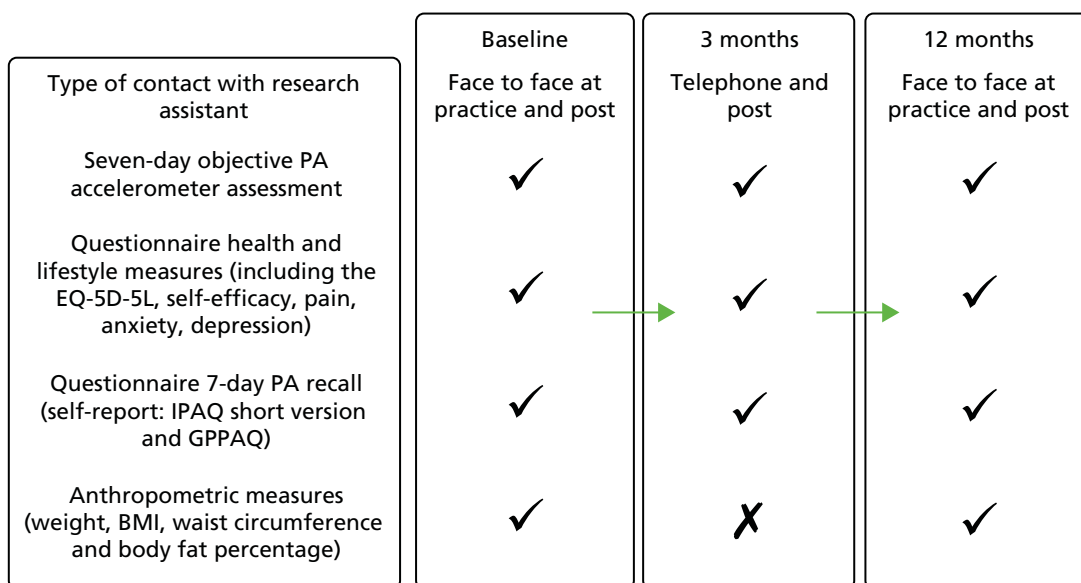 Baseline
3 months
12 months
Type of contact with research
assistant
Face to face at
practice and post
Telephone and
post
Face to face at
practice and post
Seven-day objective PA
accelerometer assessment
✓
✓
✓
Questionnaire health and
lifestyle measures (including the
EQ-5D-5L, self-efficacy, pain,
anxiety, depression)
✓
✓
✓
Questionnaire 7-day PA recall
(self-report: IPAQ short version
and GPPAQ)
✓
✓
✓
Anthropometric measures
(weight, BMI, waist circumference
and body fat percentage)
✓
✗
✓